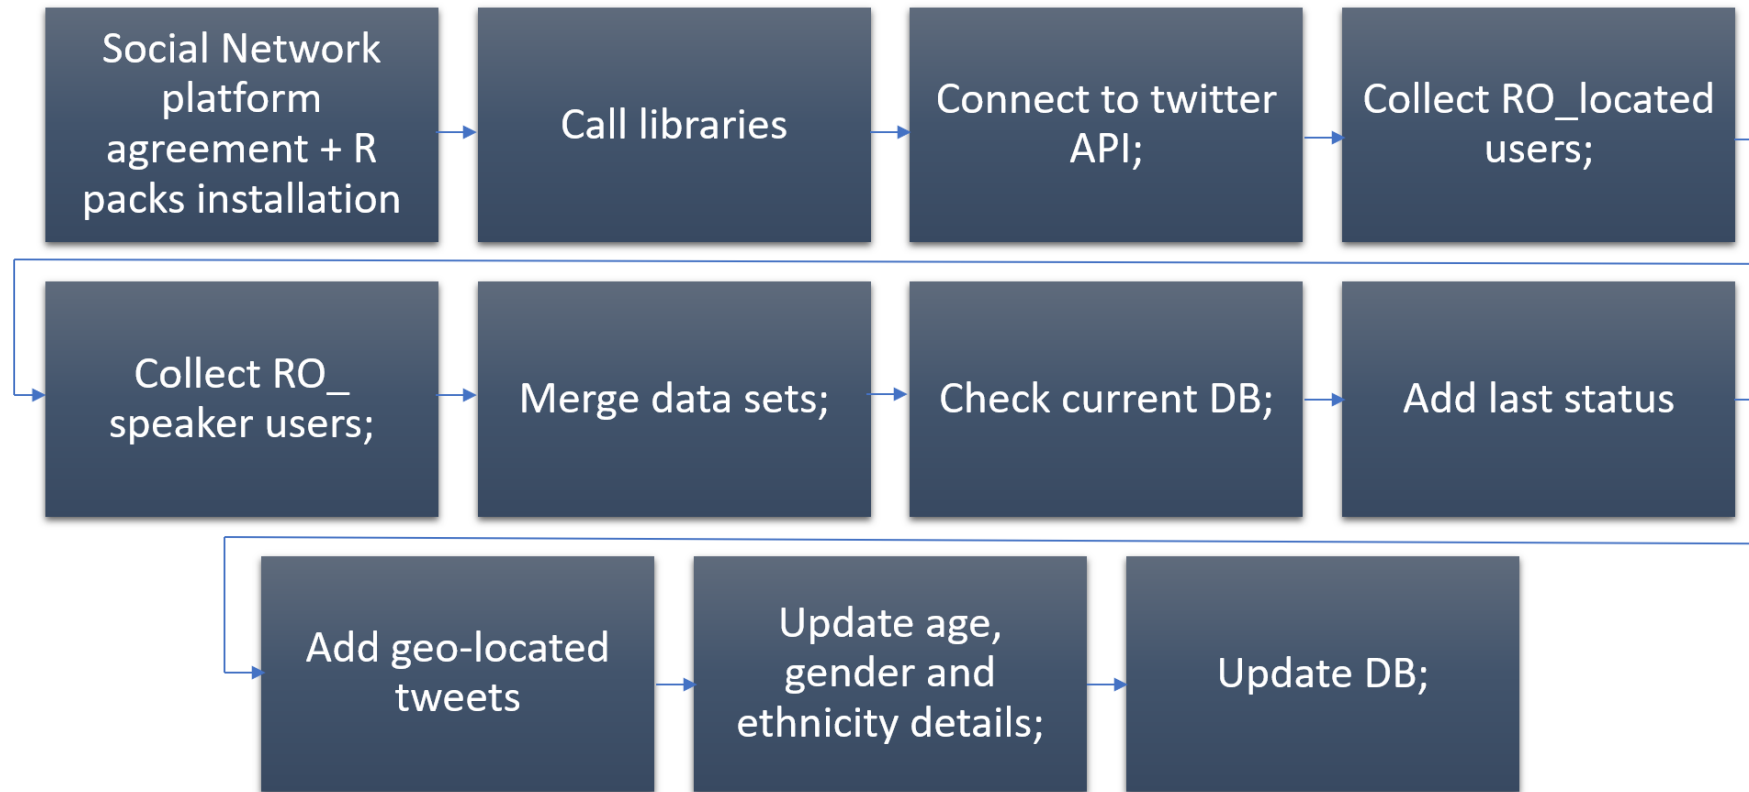 Social Network
platform
agreement + R
packs installation
Call libraries
Connect to twitter
API;
Collect RO_located
users;
Collect RO_
speaker users;
Merge data sets;
Check current DB;
Add last status
Add geo-located
tweets
Update age,
gender and
ethnicity details;
Update DB;